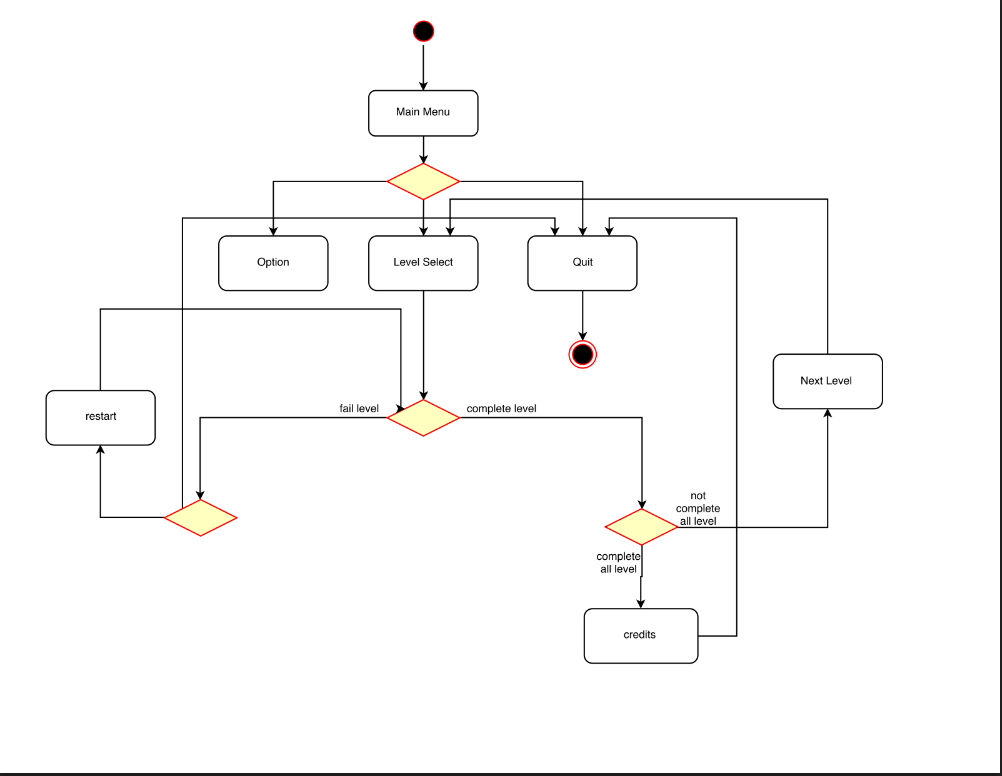 Main Menu
Option
Level Select
Quit
Next Level
restart
fail level
complete level
not
complete
all level
complete
all level
credits